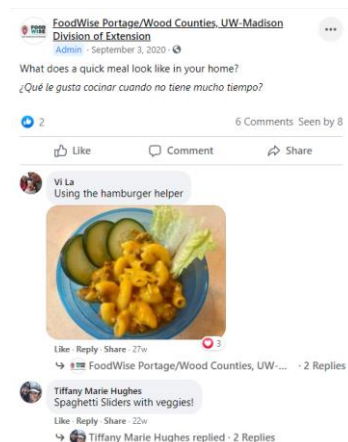 FOOD WISE
FoodWise Portage/Wood Counties, UW-Madison
Division of Extension
Admin · September 3, 2020 ·
What does a quick meal look like in your home?
¿Qué le gusta cocinar cuando no tiene mucho tiempo?
2
6 Comments Seen by 8
Like Comment Share
Vi La
Using the hamburger helper
3
Like · Reply · Share · 27w
FoodWise Portage/Wood Counties, UW-... · 2 Replies
Tiffany Marie Hughes
Spaghetti Sliders with veggies!
Like · Reply · Share · 22w
Tiffany Marie Hughes replied · 2 Replies